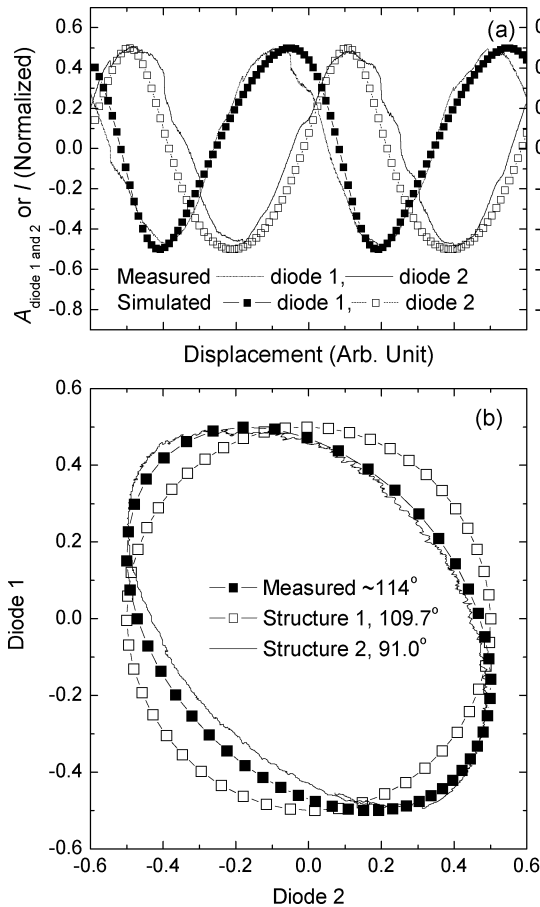 (a)
0.6
0.4
0.2
0.0
-0.2
-0.4
-0.6
-0.8
A diode 1 and 2 or I (Normalized)
Measured diode 1, diode 2
Simulated diode 1, diode 2
Displacement (Arb. Unit)
(b)
0.6
0.4
0.2
0.0
-0.2
-0.4
-0.6
Diode 1
Measured ~114°
Structure 1, 109.7°
Structure 2, 91.0°
-0.6 -0.4 -0.2 0.0 0.2 0.4 0.6
Diode 2